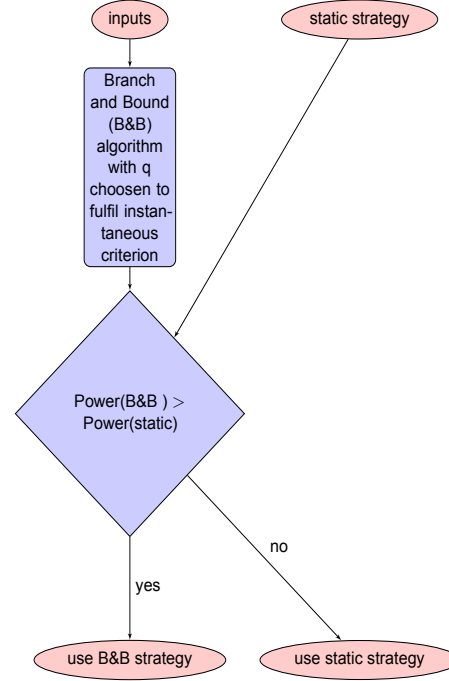 inputs
static strategy
Branch
and Bound
(B&B)
algorithm
with q
choosen to
fulfil instan-
taneous
criterion
Power(B&B ) >
Power(static)
no
yes
use B&B strategy
use static strategy